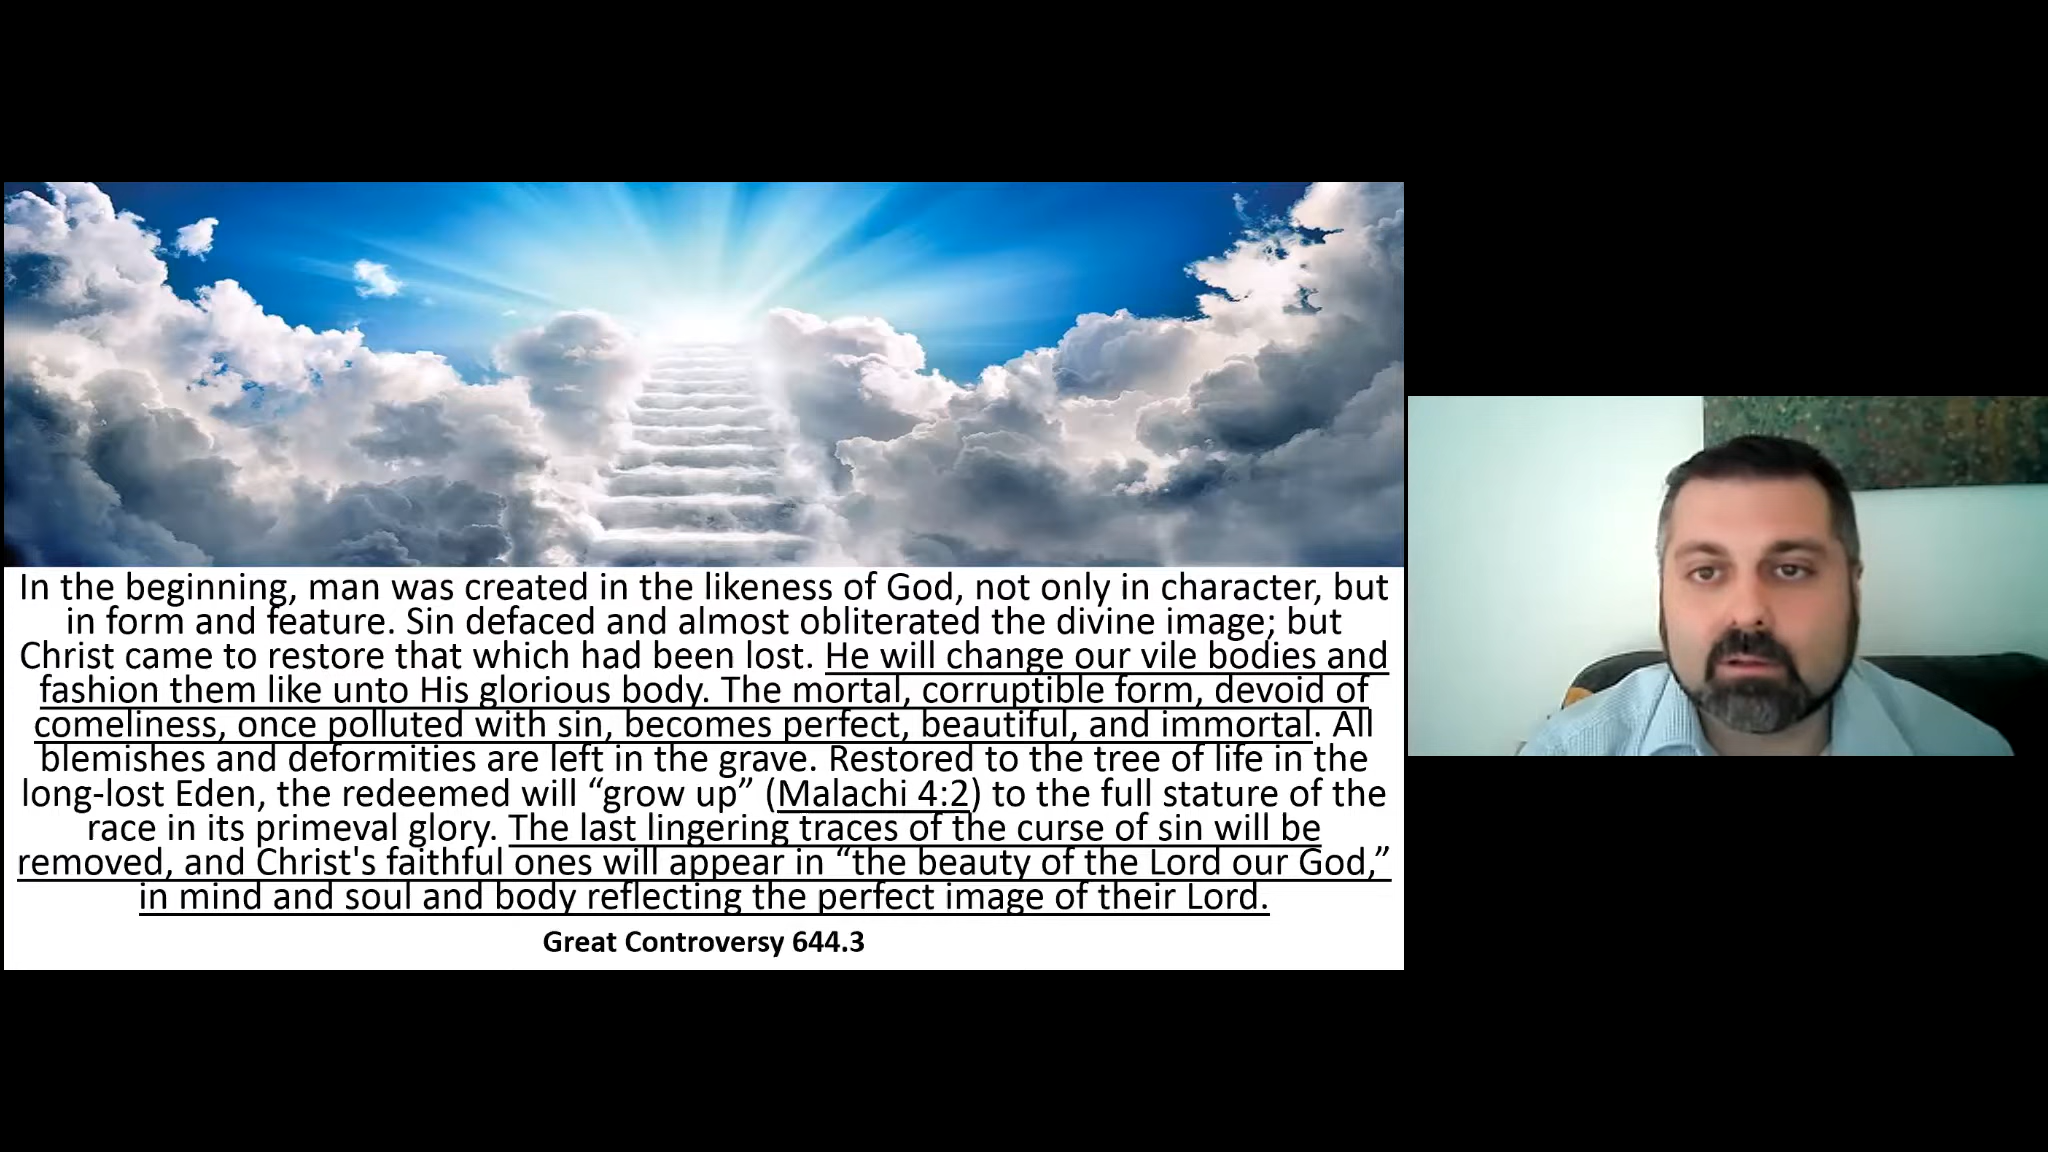 In the beginning, man was created in the likeness of God, not only in character, but
in form and feature. Sin defaced and almost obliterated the divine image; but
Christ came to restore that which had been lost. He will change our vile bodies and
fashion them like unto His glorious body. The mortal, corruptible form, devoid of
comeliness, once polluted with sin, becomes perfect, beautiful, and immortal. All
blemishes and deformities are left in the grave. Restored to the tree of life in the
long-lost Eden, the redeemed will “grow up” (Malachi 4:2) to the full stature of the
race in its primeval glory. The last lingering traces of the curse of sin will be
removed, and Christ's faithful ones will appear in “the beauty of the Lord our God,”
in mind and soul and body reflecting the perfect image of their Lord.
Great Controversy 644.3